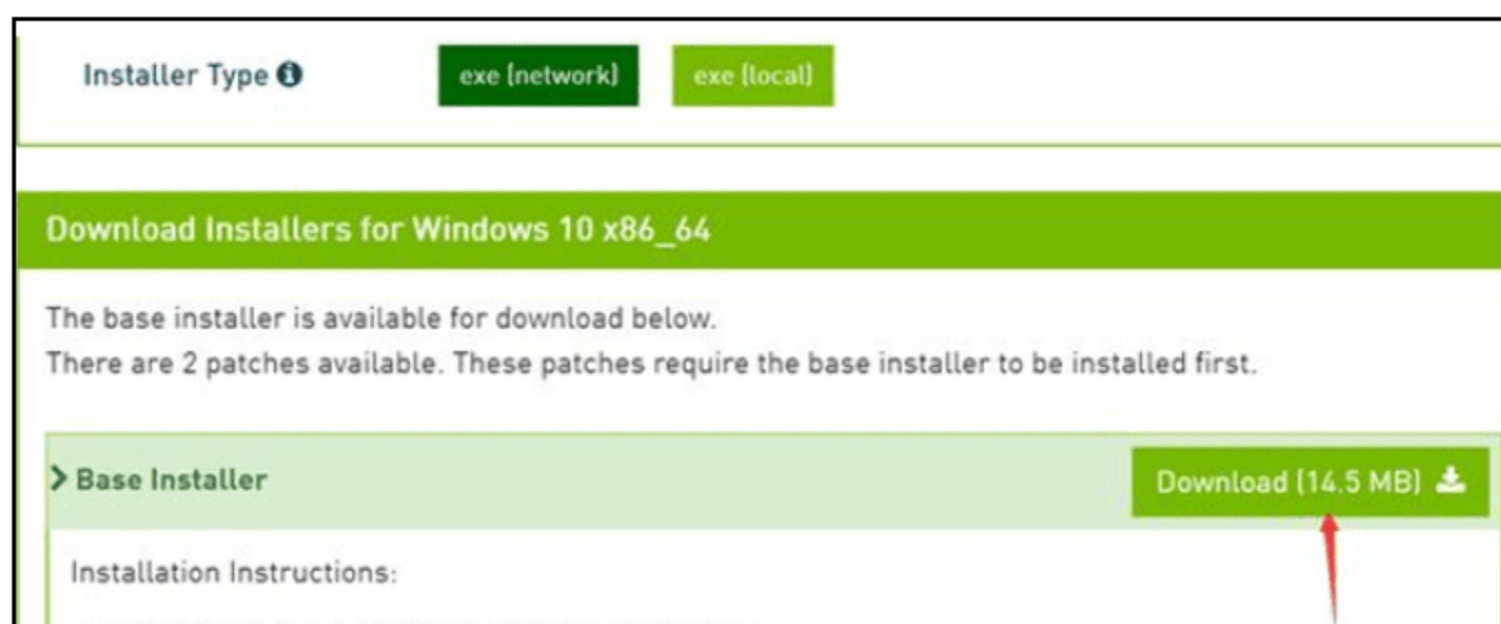 Installer Type
exe (network)
exe (local)
Download Installers for Windows 10 x86_64
The base installer is available for download below.
There are 2 patches available. These patches require the base installer to be installed first.
Base Installer
Download (14.5 MB)
Installation Instructions: